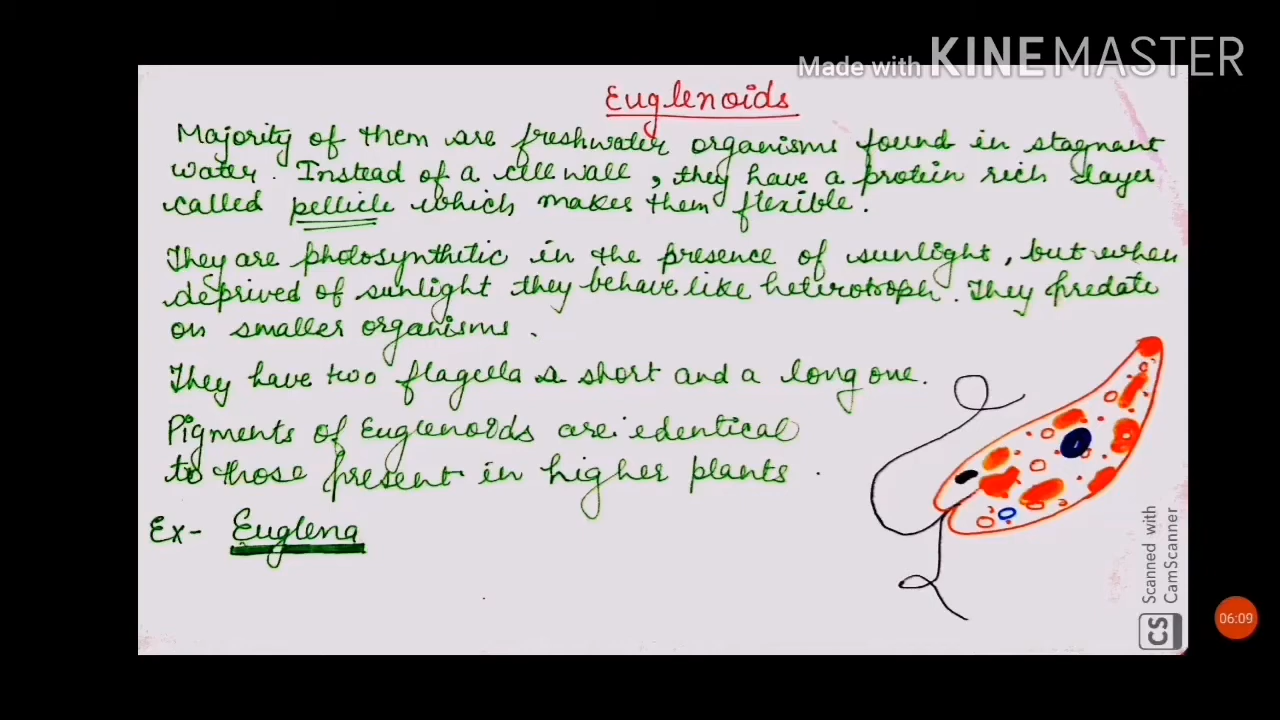 Made with KINEMASTER
Euglenoids
Majority of them are freshwater organisms found in stagnant
water. Instead of a cell wall, they have a protein rich layer
called pellicle which makes them flexible.
They are photosynthetic in the presence of sunlight, but when
deprived of sunlight they behave like heterotroph. They predate
on smaller organisms.
They have two flagella a short and a long one.
Pigments of Euglenoids are identical
to those present in higher plants.
Ex- Euglena
Scanned with
CamScanner
CS
06:09